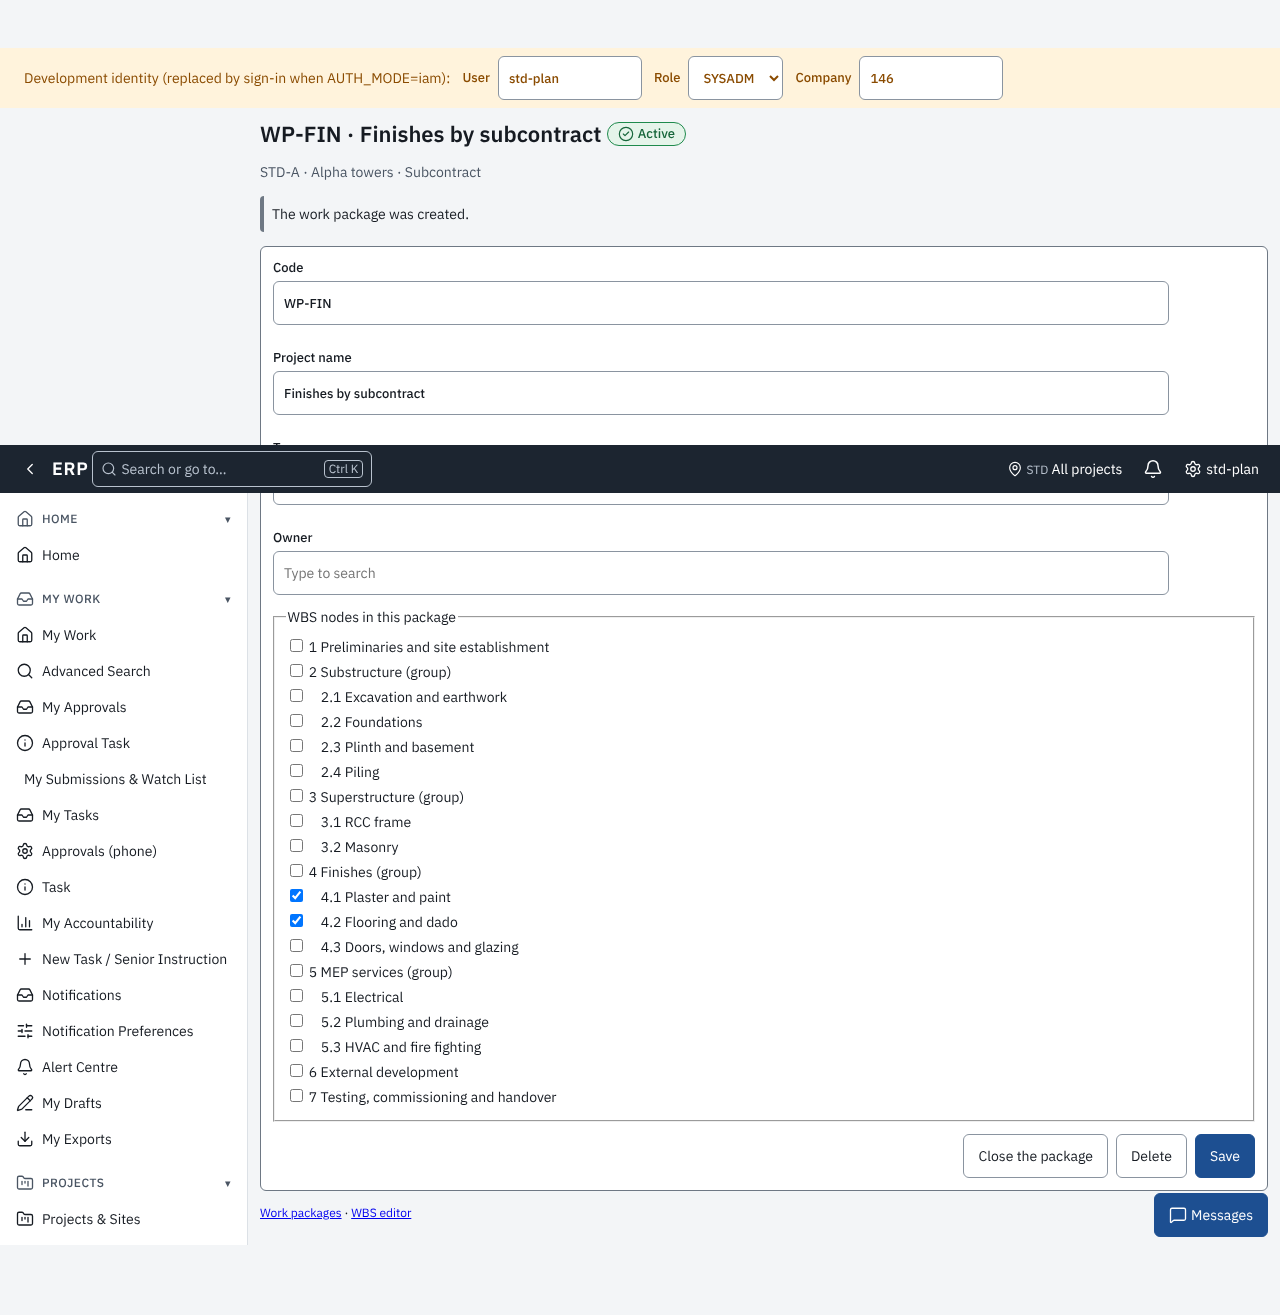 Development identity (replaced by sign-in when AUTH_MODE=iam): User std-plan Role SYSADM Company 146
WP-FIN · Finishes by subcontract Active
STD-A · Alpha towers · Subcontract
The work package was created.
Code
WP-FIN
Project name
Finishes by subcontract
ERP Search or go to... Ctrl K STD All projects std-plan
HOME
Home
MY WORK
My Work
Advanced Search
My Approvals
Approval Task
My Submissions & Watch List
My Tasks
Approvals (phone)
Task
My Accountability
New Task / Senior Instruction
Notifications
Notification Preferences
Alert Centre
My Drafts
My Exports
PROJECTS
Projects & Sites
Owner
Type to search
WBS nodes in this package
1 Preliminaries and site establishment
2 Substructure (group)
2.1 Excavation and earthwork
2.2 Foundations
2.3 Plinth and basement
2.4 Piling
3 Superstructure (group)
3.1 RCC frame
3.2 Masonry
4 Finishes (group)
4.1 Plaster and paint
4.2 Flooring and dado
4.3 Doors, windows and glazing
5 MEP services (group)
5.1 Electrical
5.2 Plumbing and drainage
5.3 HVAC and fire fighting
6 External development
7 Testing, commissioning and handover
Close the package Delete Save
Work packages · WBS editor
Messages